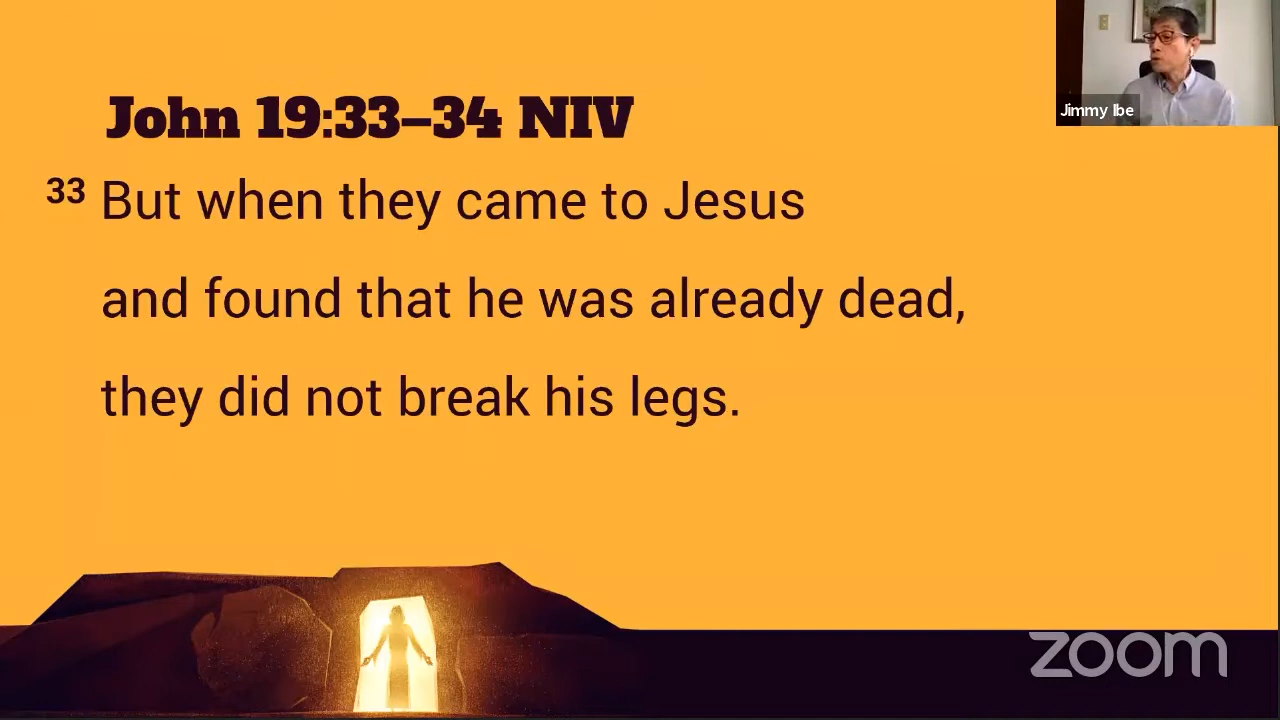 John 19:33–34 NIV
33 But when they came to Jesus
and found that he was already dead,
they did not break his legs.
Jimmy Ibe
zoom